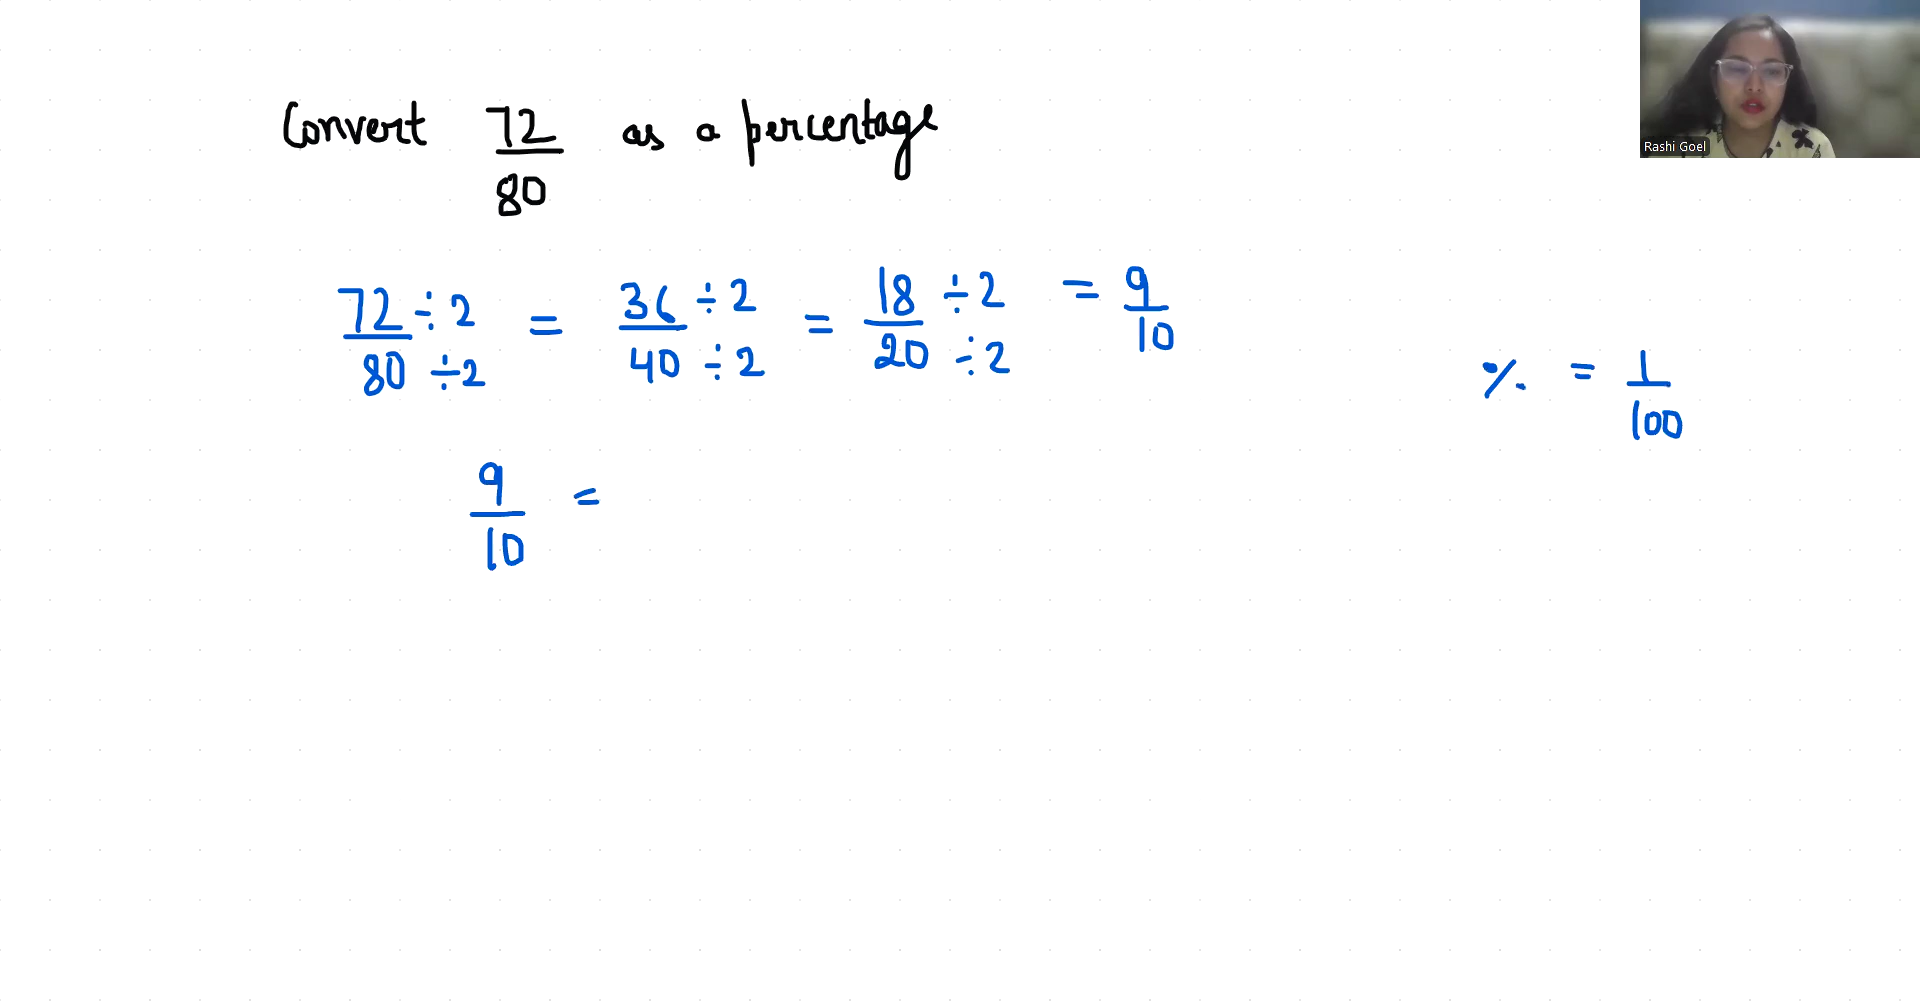 Convert 72/80 as a percentage
Rashi Goel
72 ÷ 2 / 80 ÷ 2 = 36 ÷ 2 / 40 ÷ 2 = 18 ÷ 2 / 20 ÷ 2 = 9/10
% = 1/100
9/10 =